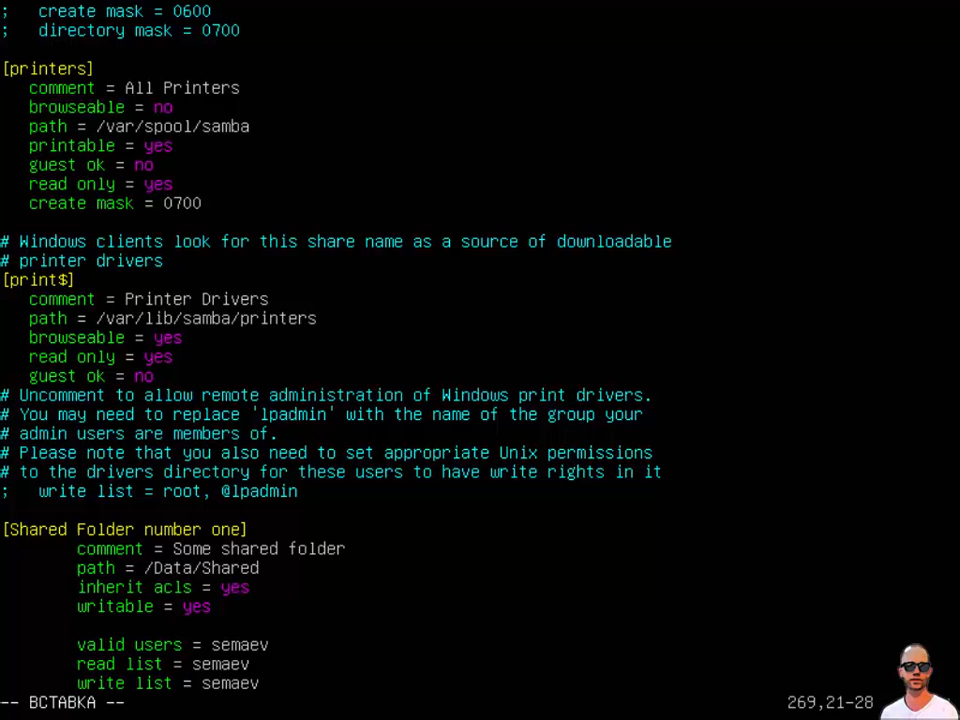 ;   create mask = 0600
;   directory mask = 0700
[printers]
   comment = All Printers
   browseable = no
   path = /var/spool/samba
   printable = yes
   guest ok = no
   read only = yes
   create mask = 0700
# Windows clients look for this share name as a source of downloadable
# printer drivers
[print$]
   comment = Printer Drivers
   path = /var/lib/samba/printers
   browseable = yes
   read only = yes
   guest ok = no
# Uncomment to allow remote administration of Windows print drivers.
# You may need to replace 'lpadmin' with the name of the group your
# admin users are members of.
# Please note that you also need to set appropriate Unix permissions
# to the drivers directory for these users to have write rights in it
;   write list = root, @lpadmin
[Shared Folder number one]
        comment = Some shared folder
        path = /Data/Shared
        inherit acls = yes
        writable = yes
        valid users = semaev
        read list = semaev
        write list = semaev
-- ВСТАВКА -- 269,21-28